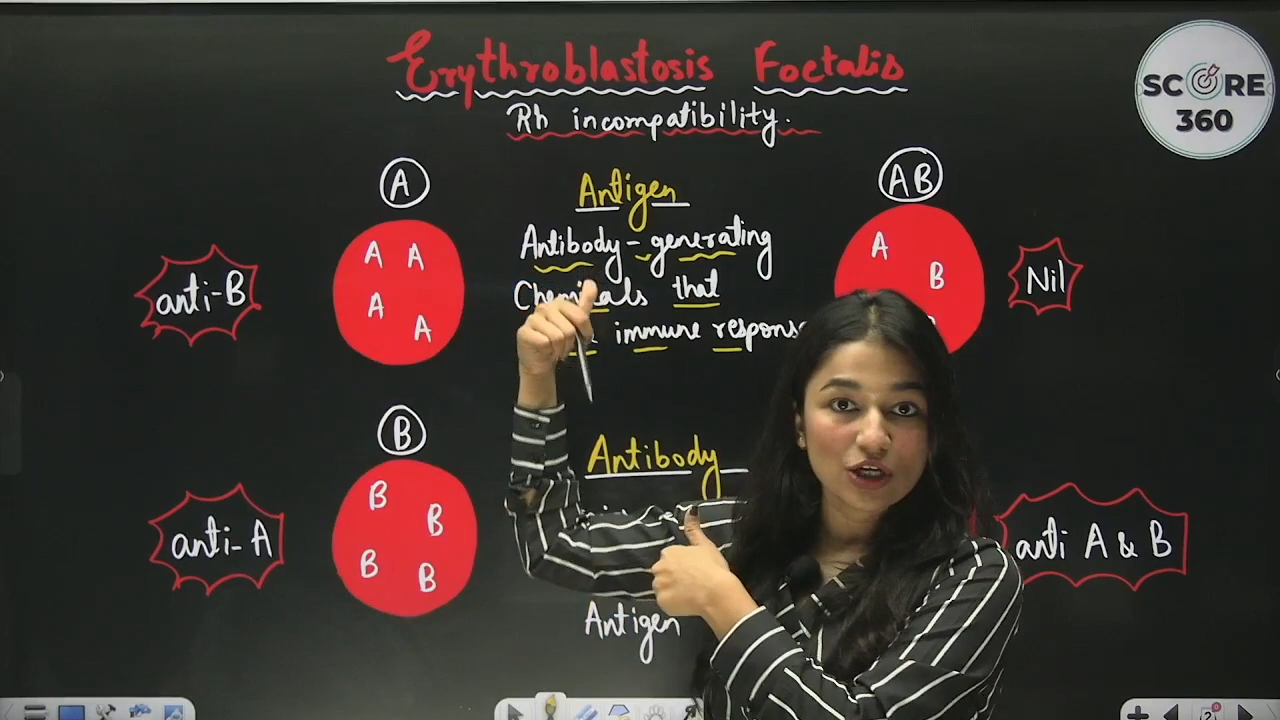 Erythroblastosis Foetalis
Rh incompatibility.
SCORE
360
A
Antigen
AB
anti-B
A A
A
A
Antibody-generating
Chemicals that
immune response
A
B
Nil
B
Antibody
anti-A
B
B
B
B
Antigen
anti A & B